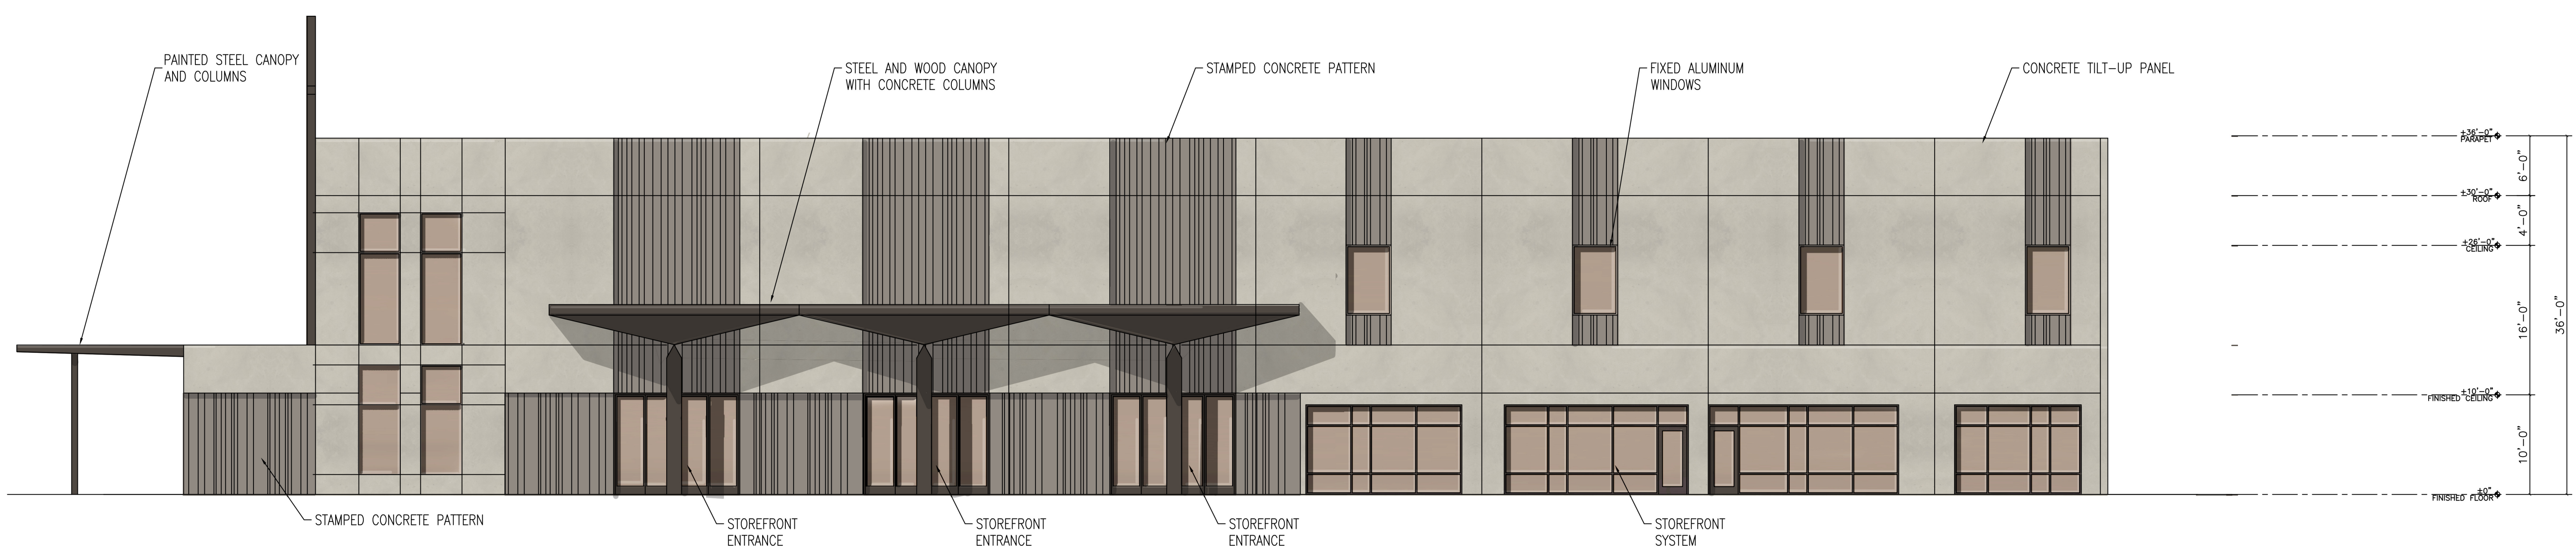 PAINTED STEEL CANOPY
AND COLUMNS
STEEL AND WOOD CANOPY
WITH CONCRETE COLUMNS
STAMPED CONCRETE PATTERN
FIXED ALUMINUM
WINDOWS
CONCRETE TILT-UP PANEL
+36'-0"
PARAPET
6'-0"
+30'-0"
ROOF
4'-0"
+26'-0"
CEILING
16'-0"
36'-0"
+10'-0"
FINISHED CEILING
10'-0"
±0"
FINISHED FLOOR
STAMPED CONCRETE PATTERN
STOREFRONT
ENTRANCE
STOREFRONT
ENTRANCE
STOREFRONT
ENTRANCE
STOREFRONT
SYSTEM